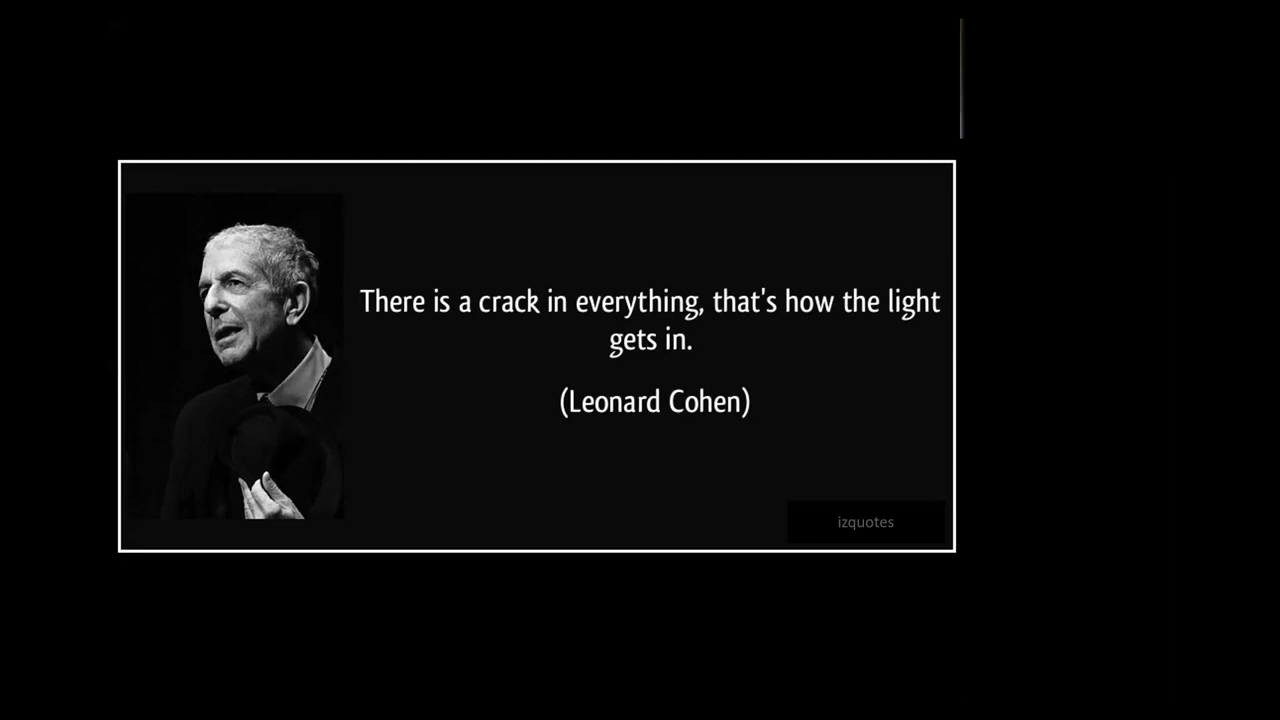 There is a crack in everything, that's how the light
gets in.
(Leonard Cohen)
izquotes